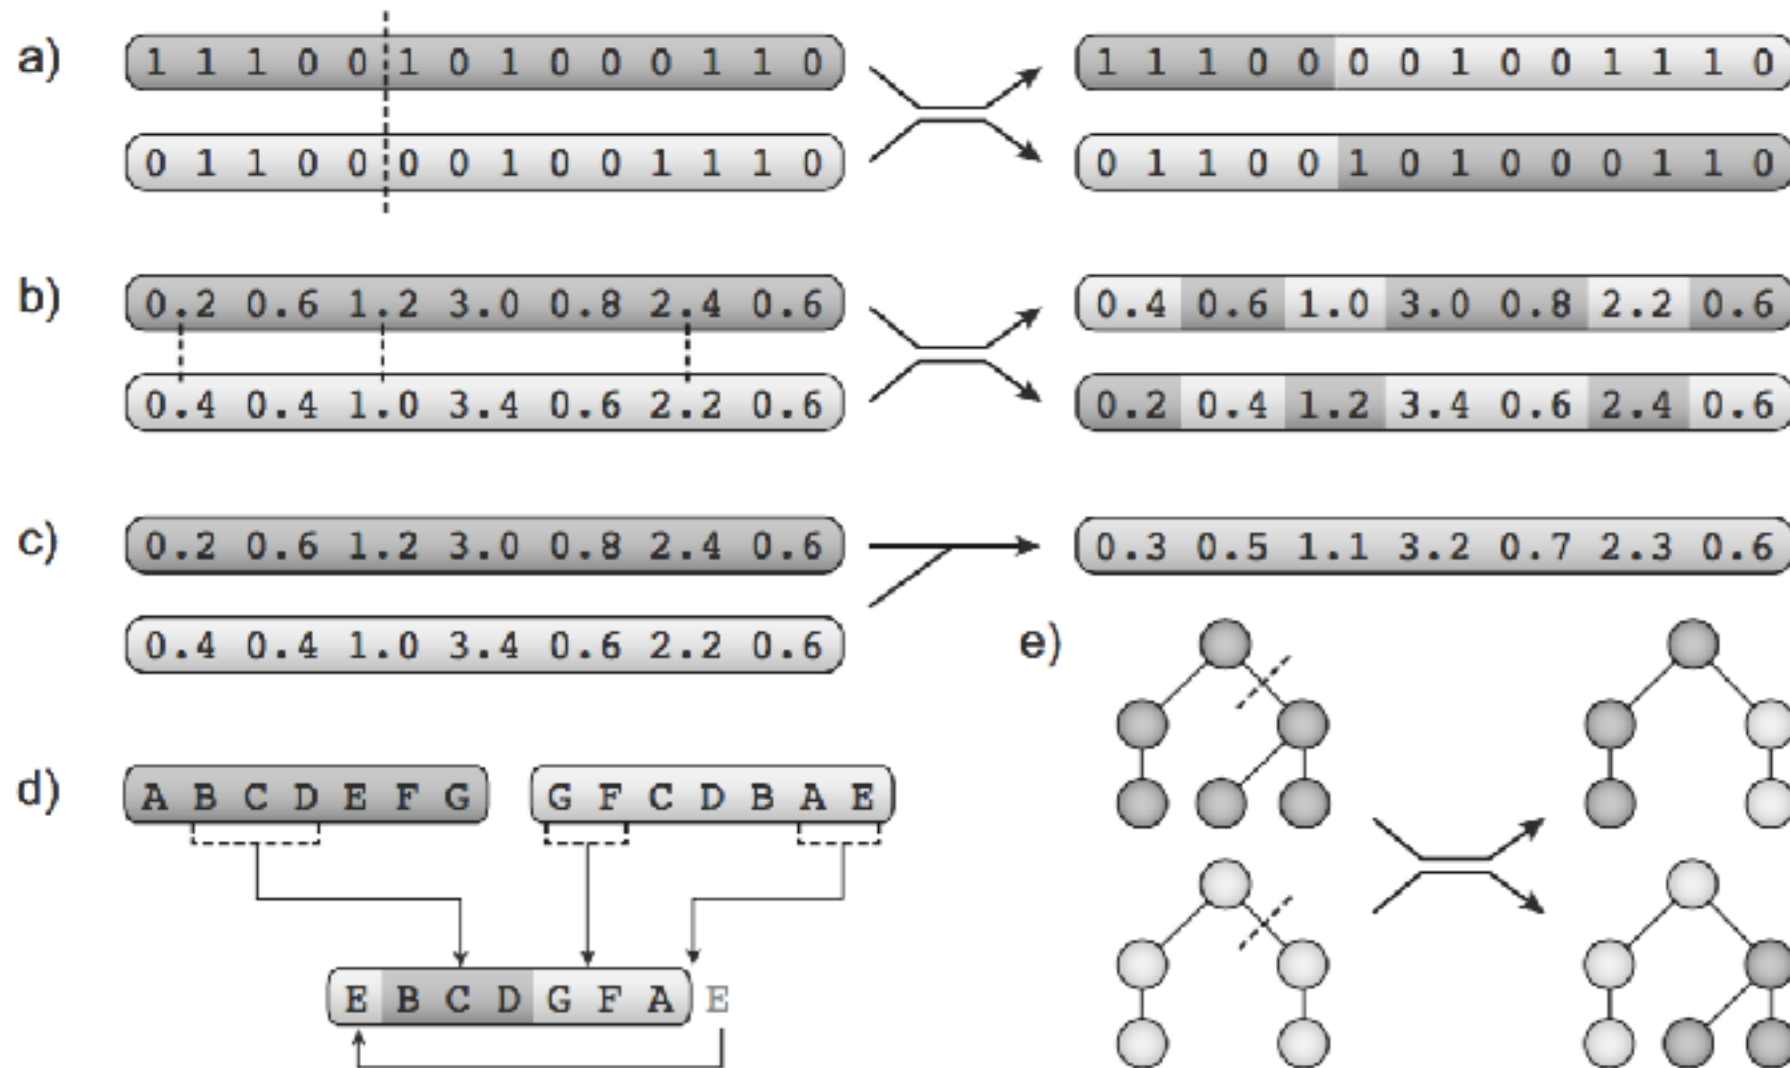 a) 1 1 1 0 0 1 0 1 0 0 0 1 1 0 1 1 1 0 0 0 0 1 0 0 1 1 1 0
0 1 1 0 0 0 0 1 0 0 1 1 1 0 0 1 1 0 0 1 0 1 0 0 0 1 1 0
b) 0.2 0.6 1.2 3.0 0.8 2.4 0.6 0.4 0.6 1.0 3.0 0.8 2.2 0.6
0.4 0.4 1.0 3.4 0.6 2.2 0.6 0.2 0.4 1.2 3.4 0.6 2.4 0.6
c) 0.2 0.6 1.2 3.0 0.8 2.4 0.6 0.3 0.5 1.1 3.2 0.7 2.3 0.6
0.4 0.4 1.0 3.4 0.6 2.2 0.6
e)
d) A B C D E F G G F C D B A E
E B C D G F A E